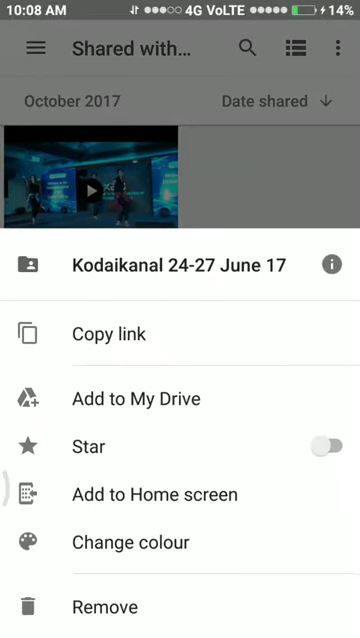 10:08 AM 4G VoLTE 14%
Shared with...
October 2017 Date shared
Kodaikanal 24-27 June 17
Copy link
Add to My Drive
Star
Add to Home screen
Change colour
Remove